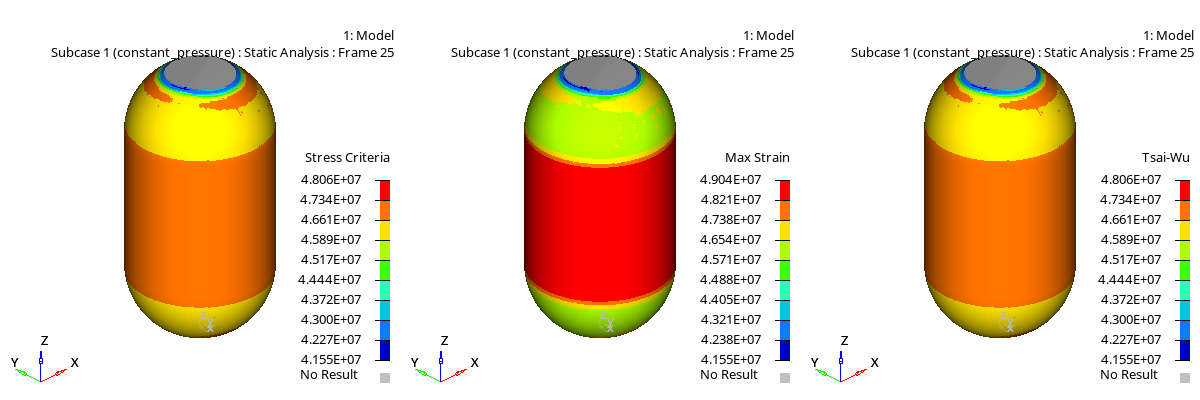 1: Model
Subcase 1 (constant_pressure) : Static Analysis : Frame 25
Stress Criteria
4.806E+07
4.734E+07
4.661E+07
4.589E+07
4.517E+07
4.444E+07
4.372E+07
4.300E+07
4.227E+07
4.155E+07
No Result
Z
Y
X
Z
Y
X
1: Model
Subcase 1 (constant_pressure) : Static Analysis : Frame 25
Max Strain
4.904E+07
4.821E+07
4.738E+07
4.654E+07
4.571E+07
4.488E+07
4.405E+07
4.321E+07
4.238E+07
4.155E+07
No Result
Z
Y
X
Z
Y
X
1: Model
Subcase 1 (constant_pressure) : Static Analysis : Frame 25
Tsai-Wu
4.806E+07
4.734E+07
4.661E+07
4.589E+07
4.517E+07
4.444E+07
4.372E+07
4.300E+07
4.227E+07
4.155E+07
No Result
Z
Y
X
Z
Y
X